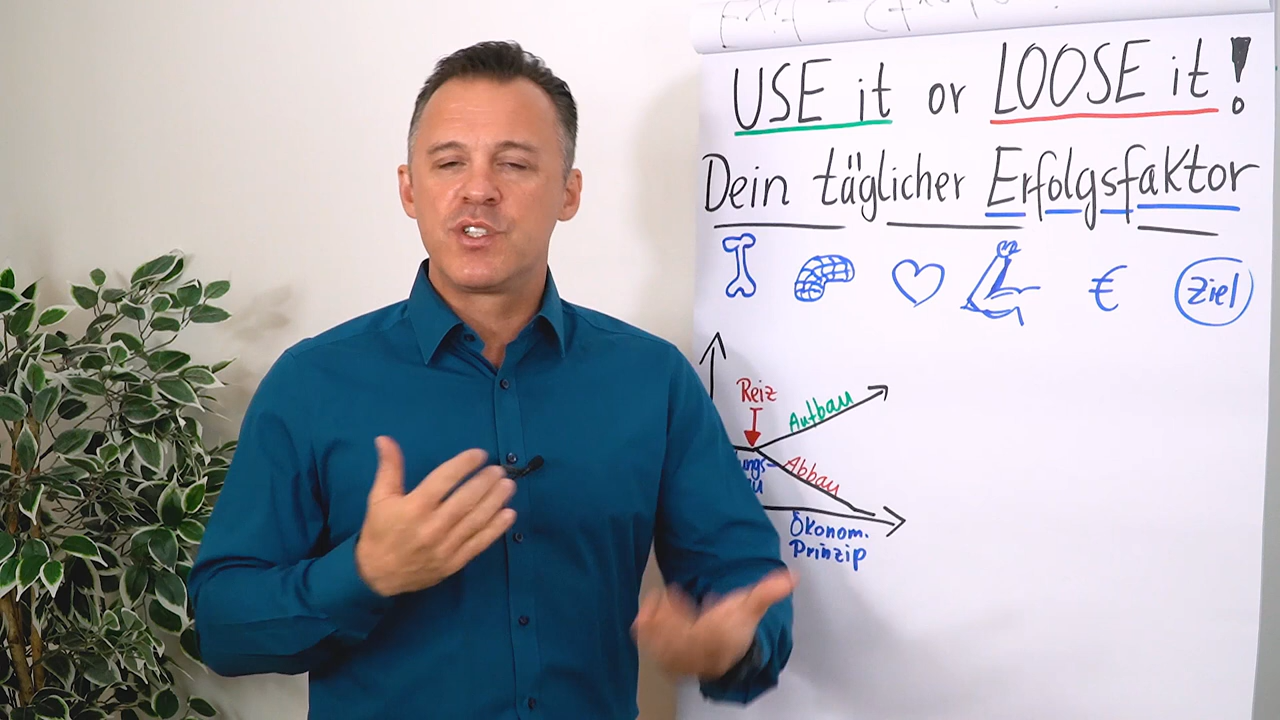 USE it or LOOSE it!
Dein täglicher Erfolgsfaktor
€ Ziel
Reiz
Aufbau
Abbau
Ökonom.
Prinzip